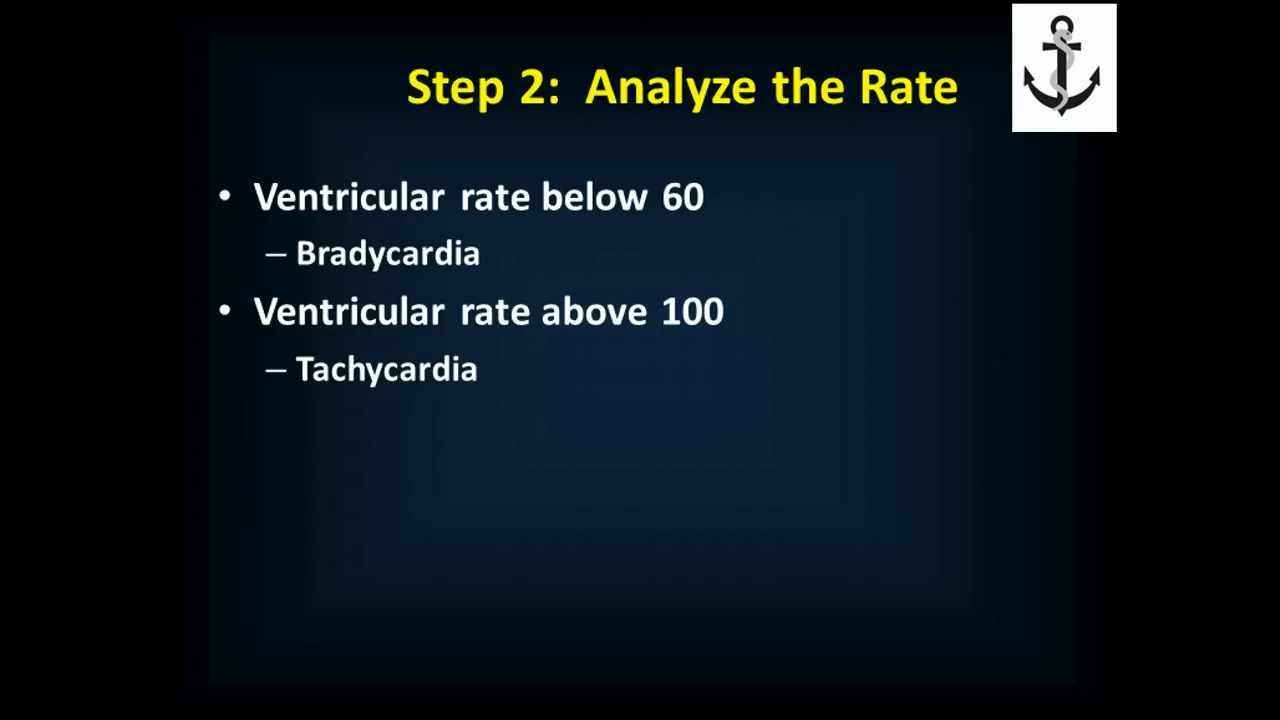 Step 2: Analyze the Rate
• Ventricular rate below 60
– Bradycardia
• Ventricular rate above 100
– Tachycardia